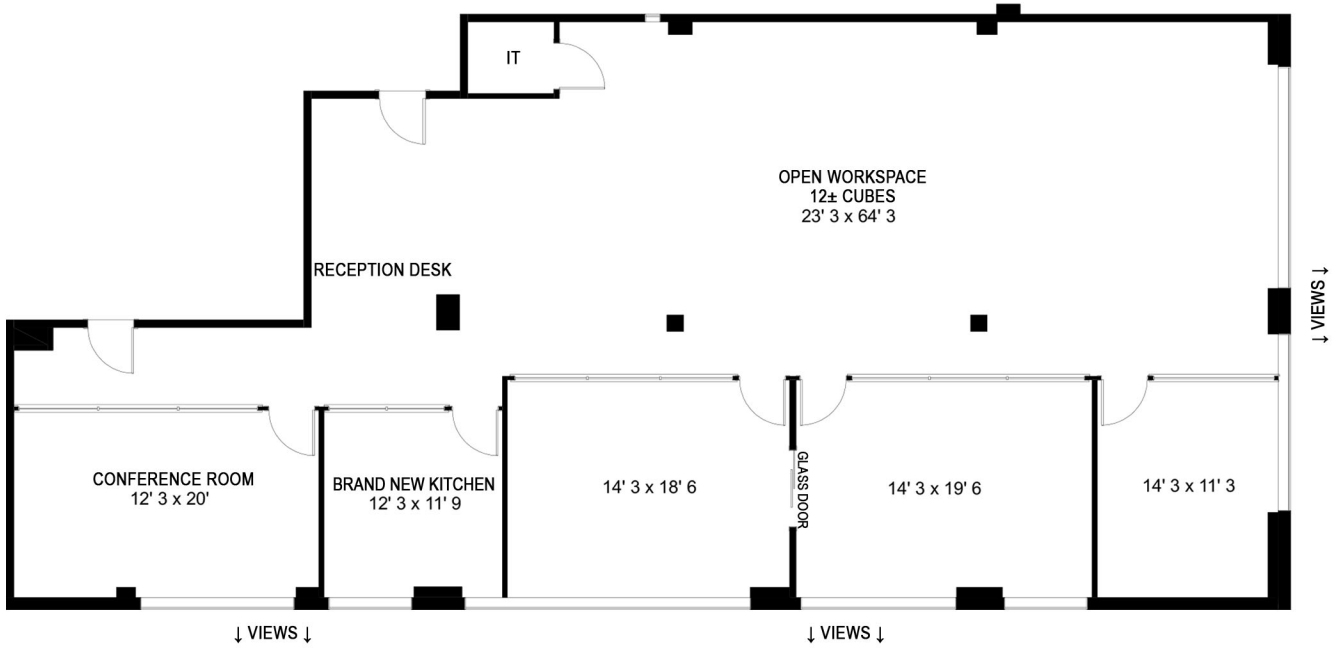 IT
OPEN WORKSPACE
12± CUBES
23' 3 x 64' 3
RECEPTION DESK
↓ VIEWS ↓
CONFERENCE ROOM
12' 3 x 20'
BRAND NEW KITCHEN
12' 3 x 11' 9
14' 3 x 18' 6
GLASS DOOR
14' 3 x 19' 6
14' 3 x 11' 3
↓ VIEWS ↓
↓ VIEWS ↓